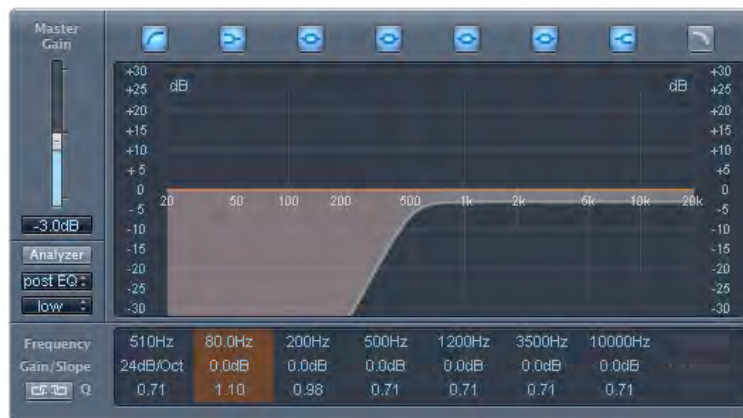 Master
Gain
+30
+25
+20
+15
+10
+5
0
-5
-10
-15
-20
-25
-30
dB
dB
+30
+25
+20
+15
+10
+5
0
-5
-10
-15
-20
-25
-30
20 50 100 200 500 1k 2k 5k 10k 20k
-3.0dB
Analyzer
post EQ
low
Frequency 510Hz 80.0Hz 200Hz 500Hz 1200Hz 3500Hz 10000Hz
Gain/Slope 24dB/Oct 0.0dB 0.0dB 0.0dB 0.0dB 0.0dB 0.0dB
Q 0.71 1.10 0.98 0.71 0.71 0.71 0.71